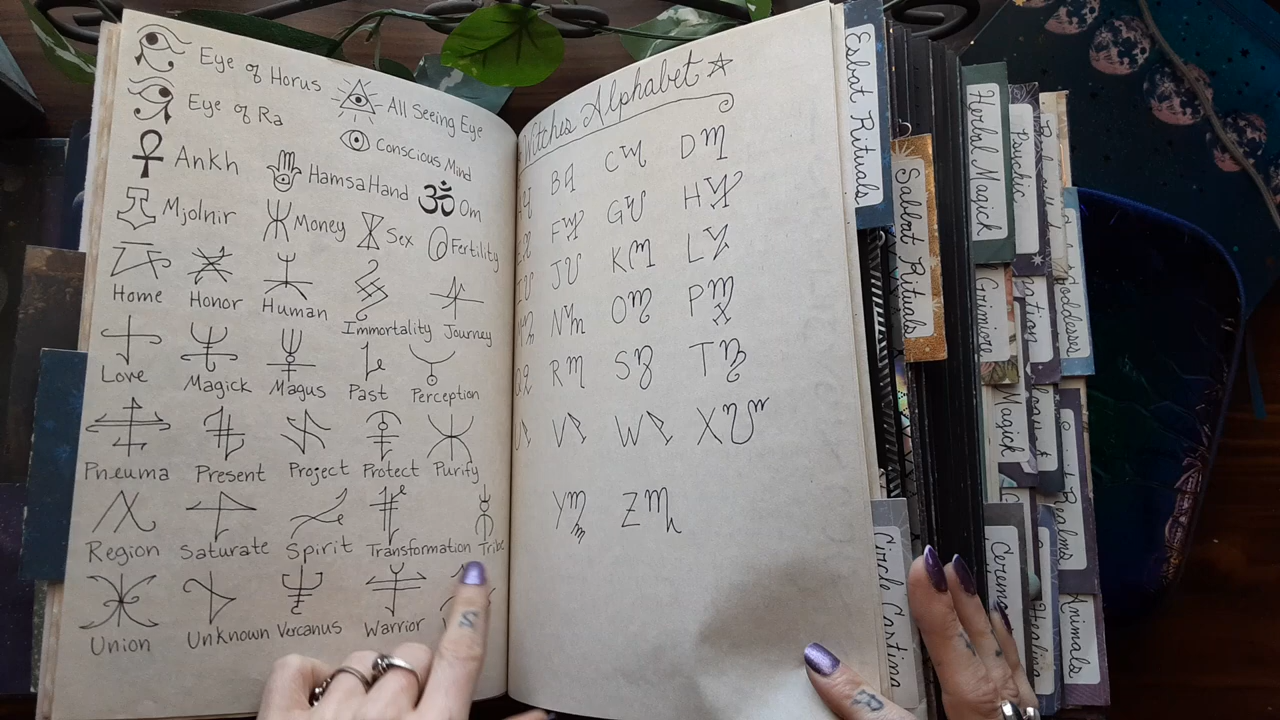 Eye of Horus
All Seeing Eye
Eye of Ra
Conscious Mind
Ankh
Hamsa Hand
Om
Mjolnir
Money
Sex
Fertility
Home
Honor
Human
Immortality
Journey
Love
Magick
Magus
Past
Perception
Pneuma
Present
Project
Protect
Purify
Region
Saturate
Spirit
Transformation
Tribe
Union
Unknown
Vercanus
Warrior
Witches Alphabet
B C D
F G H
J K L
N O P
R S T
V W X
Y Z
Esbat Rituals
Sabbat Rituals
Circle Casting
Herbal Magick
Psychic
Grimiore
Goddesses
Magick
Realms
Healing
Animals